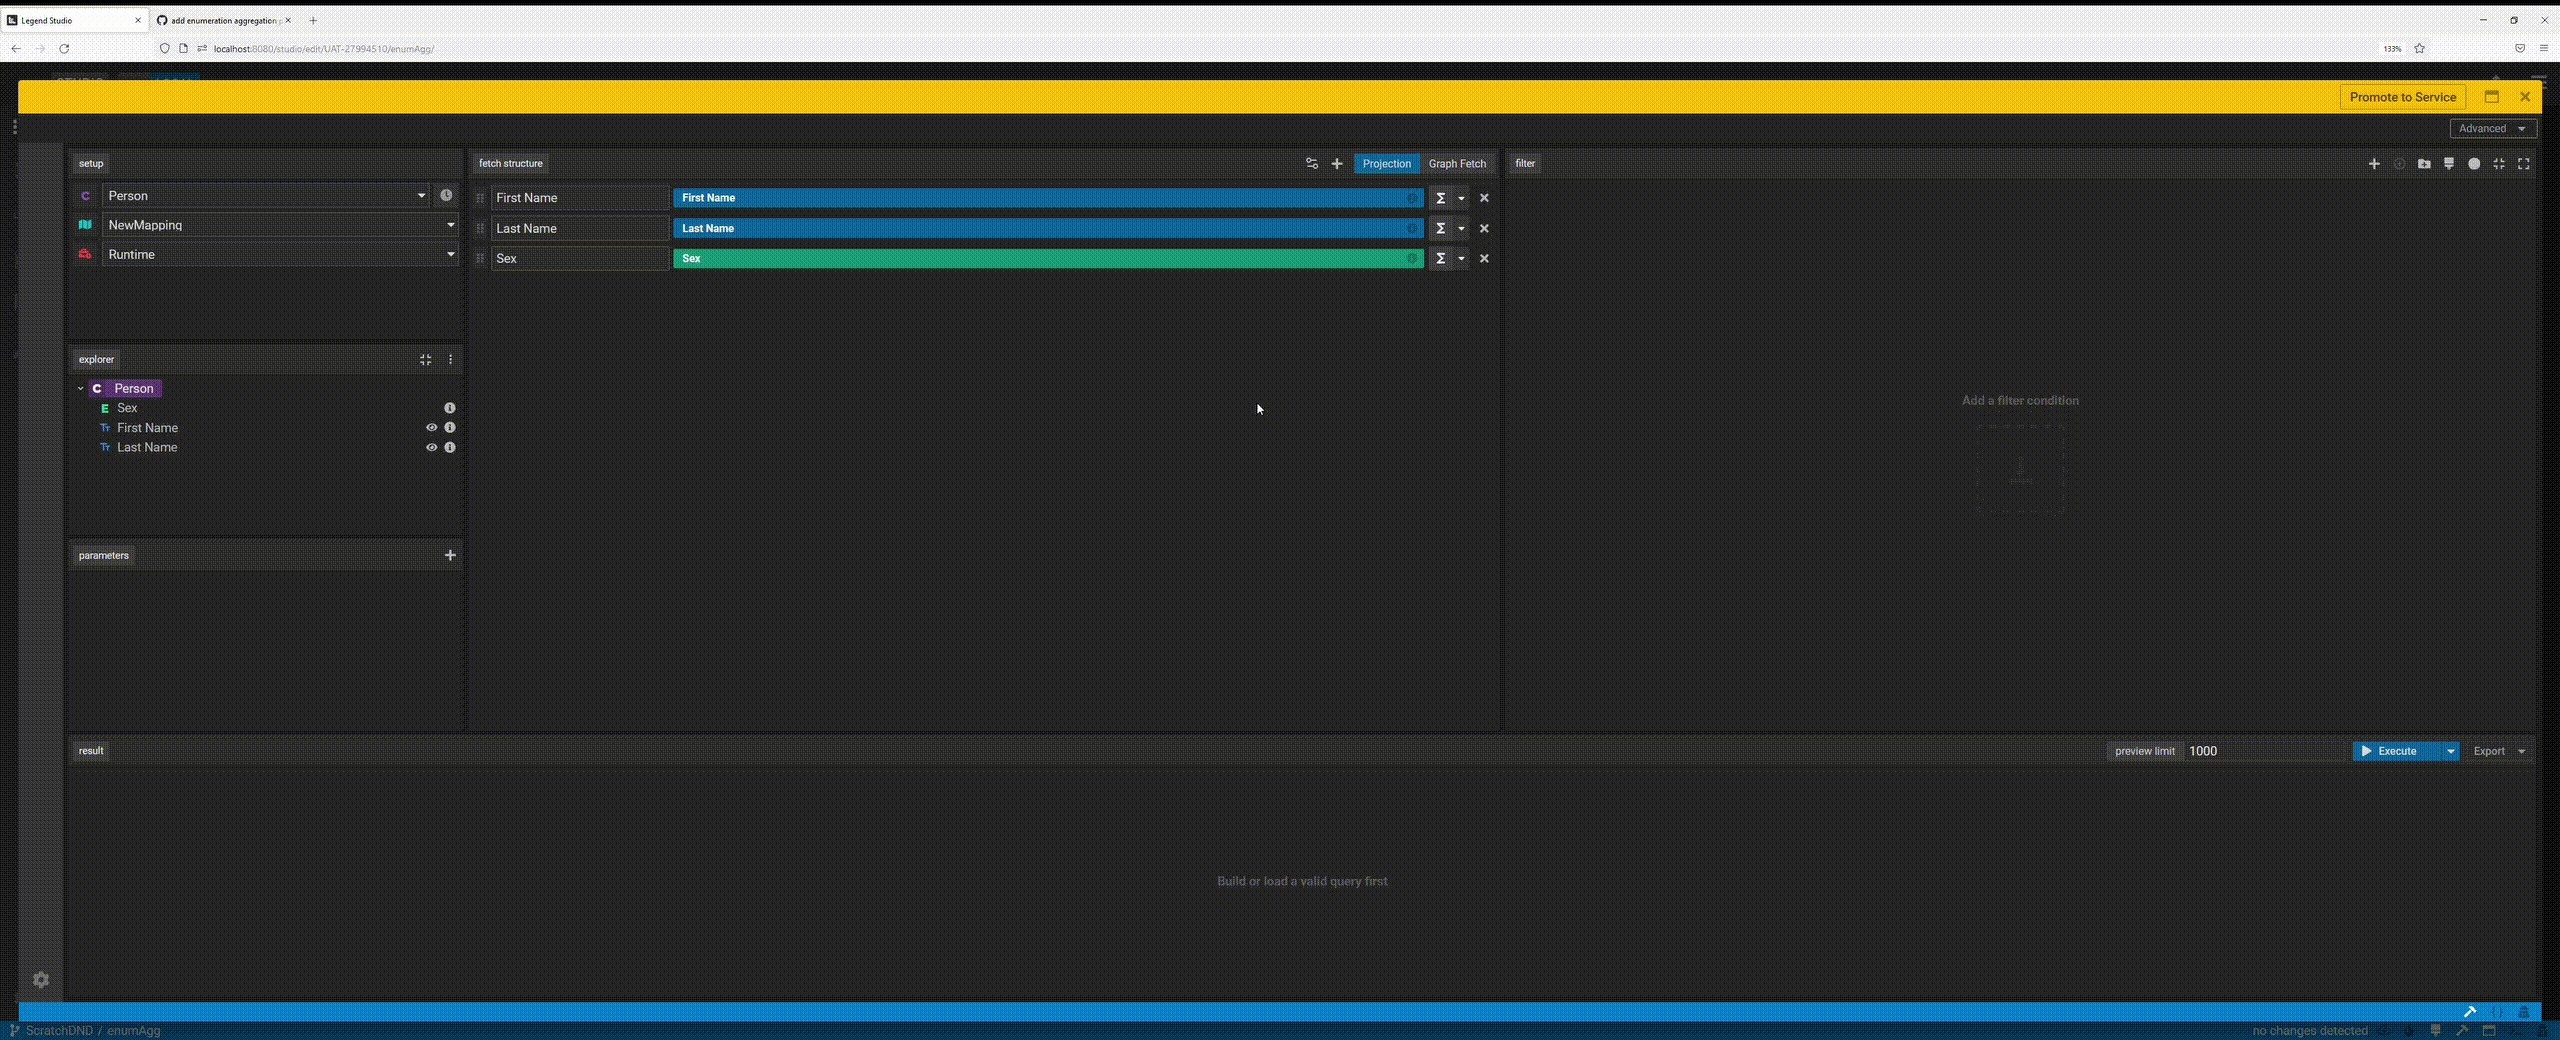 Legend Studio
add enumeration aggregation
localhost:8080/studio/edit/UAT-27994510/enumAgg/
133%
Promote to Service
Advanced
setup
Person
NewMapping
Runtime
explorer
C Person
E Sex
Tт First Name
Tт Last Name
parameters
fetch structure
Projection
Graph Fetch
First Name First Name Σ
Last Name Last Name Σ
Sex Sex Σ
filter
Add a filter condition
result
preview limit 1000
Execute
Export
Build or load a valid query first
ScratchDND / enumAgg
no changes detected